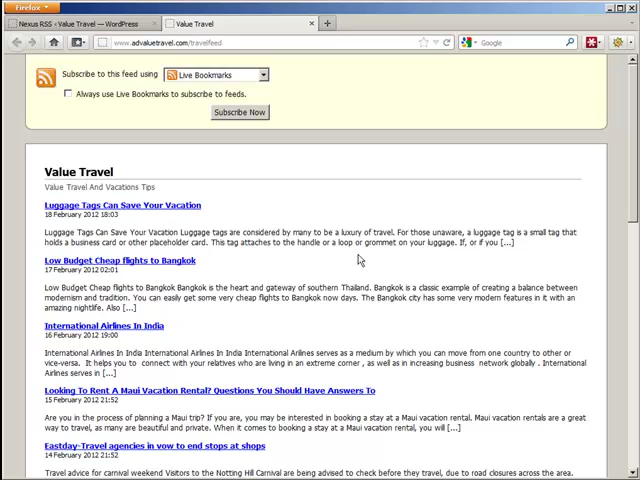 Firefox
Nexus RSS ‹ Value Travel — WordPress
Value Travel
www.advaluetravel.com/travelfeed
Google
Subscribe to this feed using
Live Bookmarks
Always use Live Bookmarks to subscribe to feeds.
Subscribe Now
Value Travel
Value Travel And Vacations Tips
Luggage Tags Can Save Your Vacation
18 February 2012 18:03
Luggage Tags Can Save Your Vacation Luggage tags are considered by many to be a luxury of travel. For those unaware, a luggage tag is a small tag that
holds a business card or other placeholder card. This tag attaches to the handle or a loop or grommet on your luggage. If, or if you [...]
Low Budget Cheap flights to Bangkok
17 February 2012 02:01
Low Budget Cheap flights to Bangkok Bangkok is the heart and gateway of southern Thailand. Bangkok is a classic example of creating a balance between
modernism and tradition. You can easily get some very cheap flights to Bangkok now days. The Bangkok city has some very modern features in it with an
amazing nightlife. Also [...]
International Airlines In India
16 February 2012 19:00
International Airlines In India International Airlines In India International Airlines serves as a medium by which you can move from one country to other or
vice-versa. It helps you to connect with your relatives who are living in an extreme corner , as well as in increasing business network globally . International
Airlines serves in [...]
Looking To Rent A Maui Vacation Rental? Questions You Should Have Answers To
15 February 2012 21:52
Are you in the process of planning a Maui trip? If you are, you may be interested in booking a stay at a Maui vacation rental. Maui vacation rentals are a great
way to travel, as many are beautiful and private. When it comes to booking a stay at a Maui vacation rental, you will [...]
Eastday-Travel agencies in vow to end stops at shops
14 February 2012 21:52
Travel advice for carnival weekend Visitors to the Notting Hill Carnival are being advised to check before they travel, due to road closures across the area.